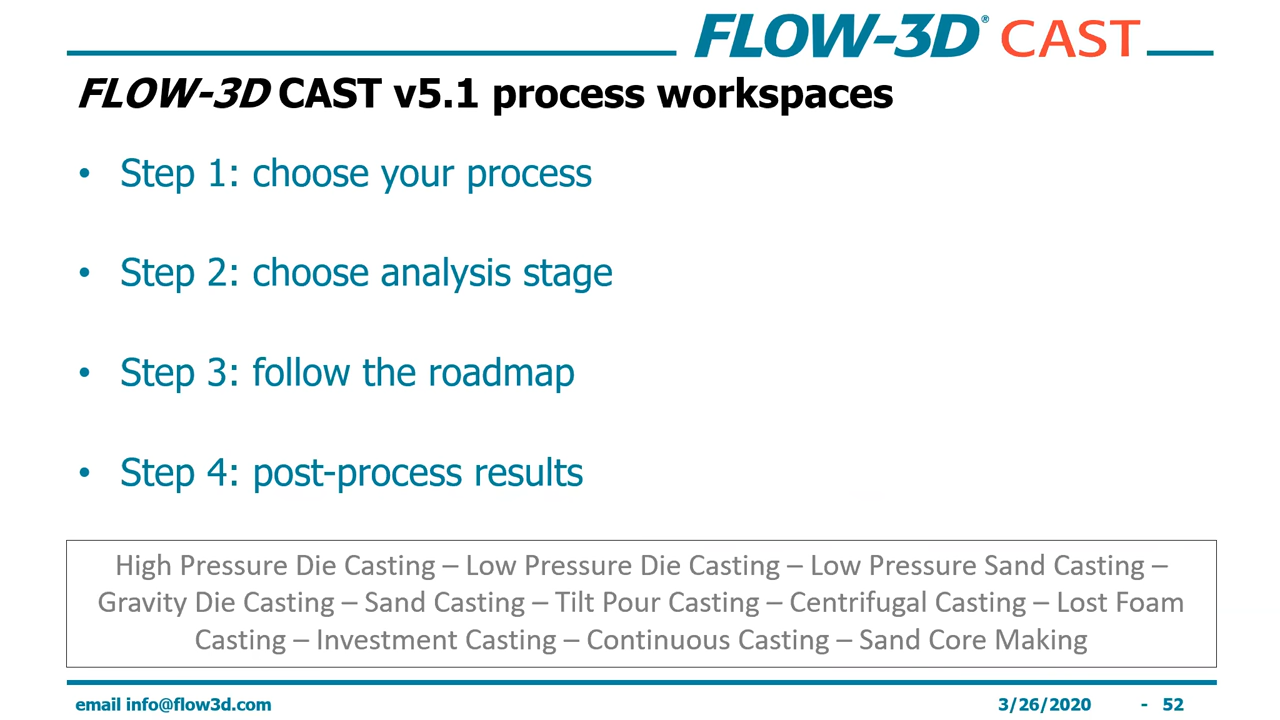 FLOW-3D® CAST
FLOW-3D CAST v5.1 process workspaces
• Step 1: choose your process
• Step 2: choose analysis stage
• Step 3: follow the roadmap
• Step 4: post-process results
High Pressure Die Casting – Low Pressure Die Casting – Low Pressure Sand Casting –
Gravity Die Casting – Sand Casting – Tilt Pour Casting – Centrifugal Casting – Lost Foam
Casting – Investment Casting – Continuous Casting – Sand Core Making
email info@flow3d.com 3/26/2020 - 52